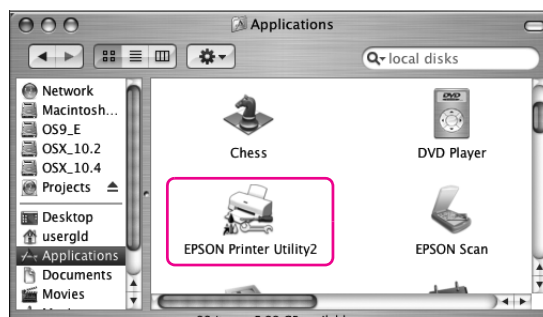 Applications
local disks
Network
Macintosh...
OS9_E
OSX_10.2
OSX_10.4
Projects
Desktop
usergld
Applications
Documents
Movies
Chess
DVD Player
EPSON Printer Utility2
EPSON Scan